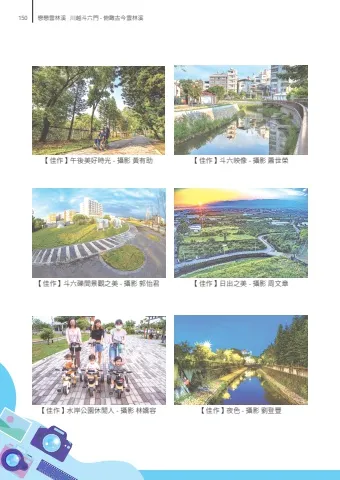 150 戀戀雲林溪 川越斗六門-俯瞰古今雲林溪
【佳作】午後美好時光 - 攝影 黃有助
【佳作】斗六映像 - 攝影 蕭世榮
【佳作】斗六礫間景觀之美 - 攝影 郭怡君
【佳作】日出之美 - 攝影 周文章
【佳作】水岸公園休閒人 - 攝影 林嬌容
【佳作】夜色 - 攝影 劉登豐